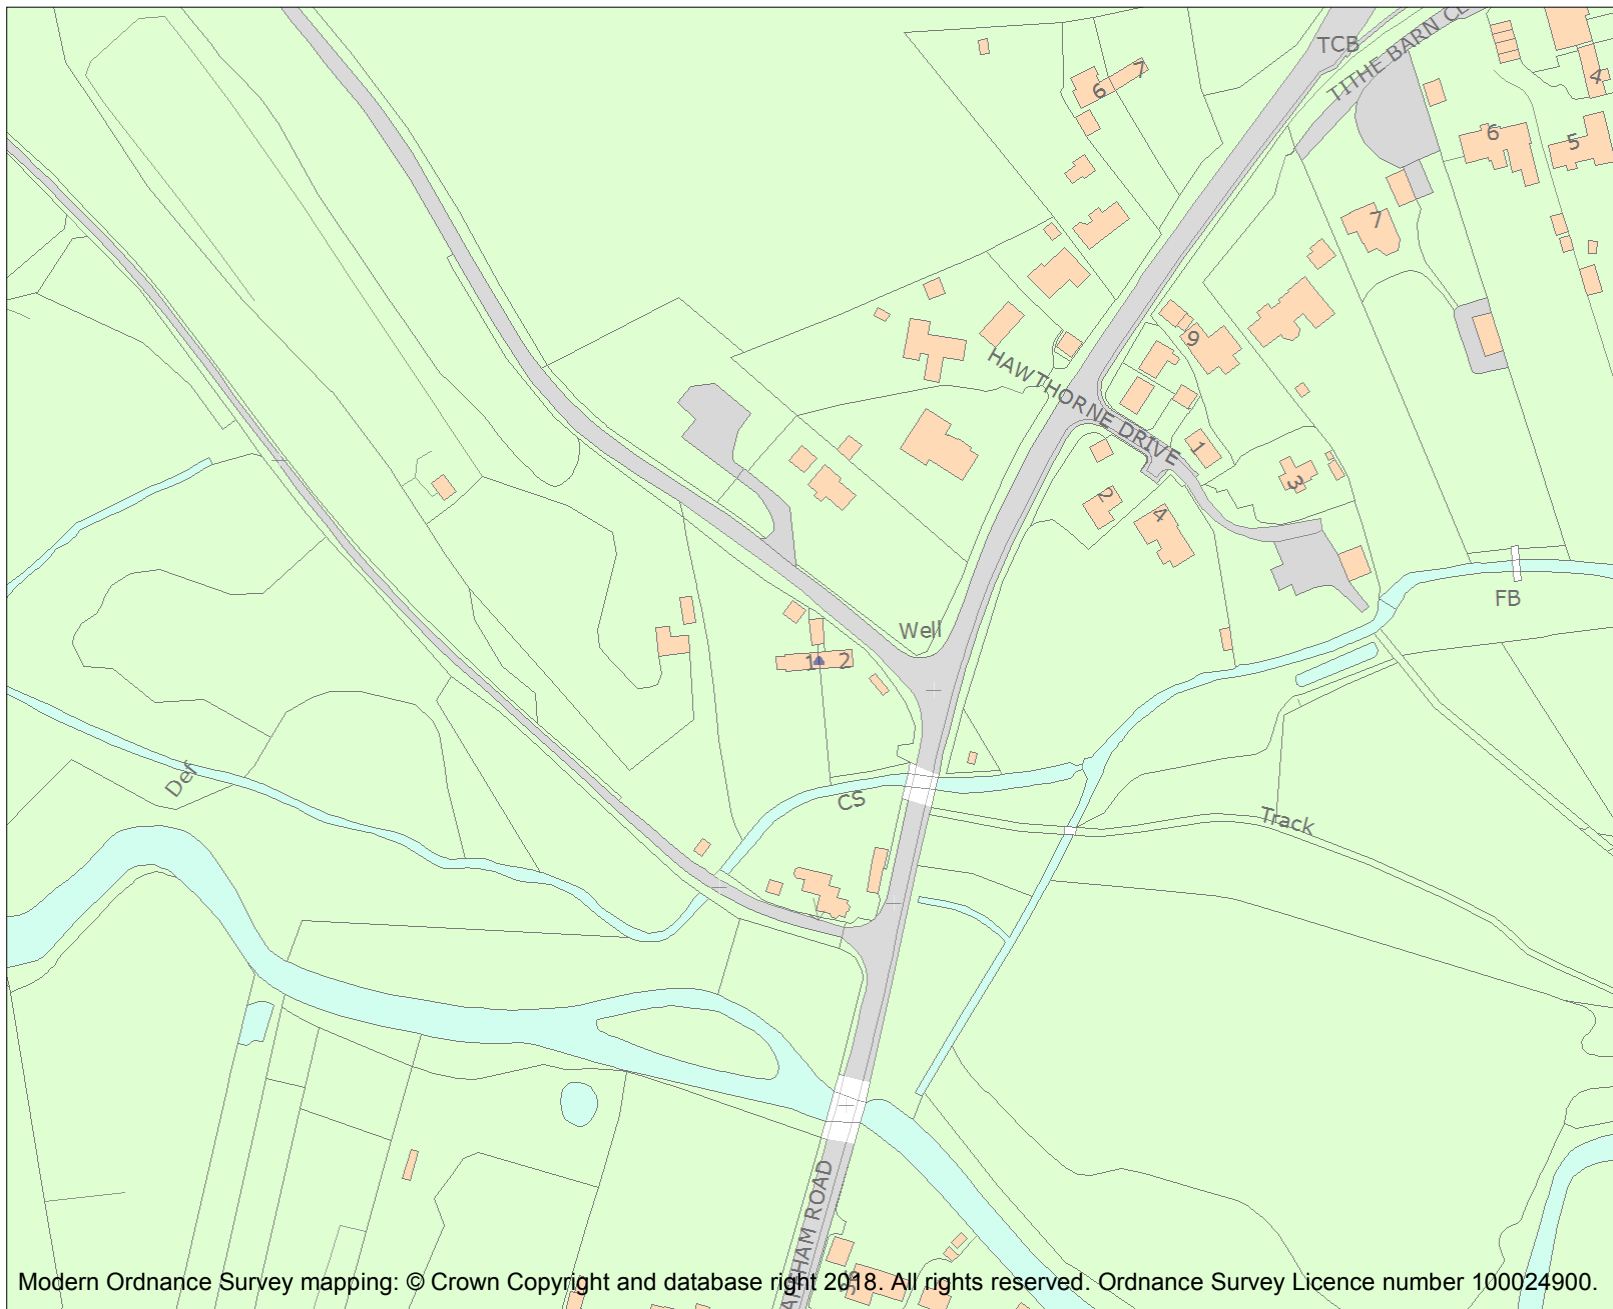 TCB
TITHE BARN CL
7
6
4
6
5
7
9
HAWTHORNE DRIVE
1
3
2
4
FB
Well
1
2
Def
CS
Track
Modern Ordnance Survey mapping: © Crown Copyright and database right 2018. All rights reserved. Ordnance Survey Licence number 100024900.